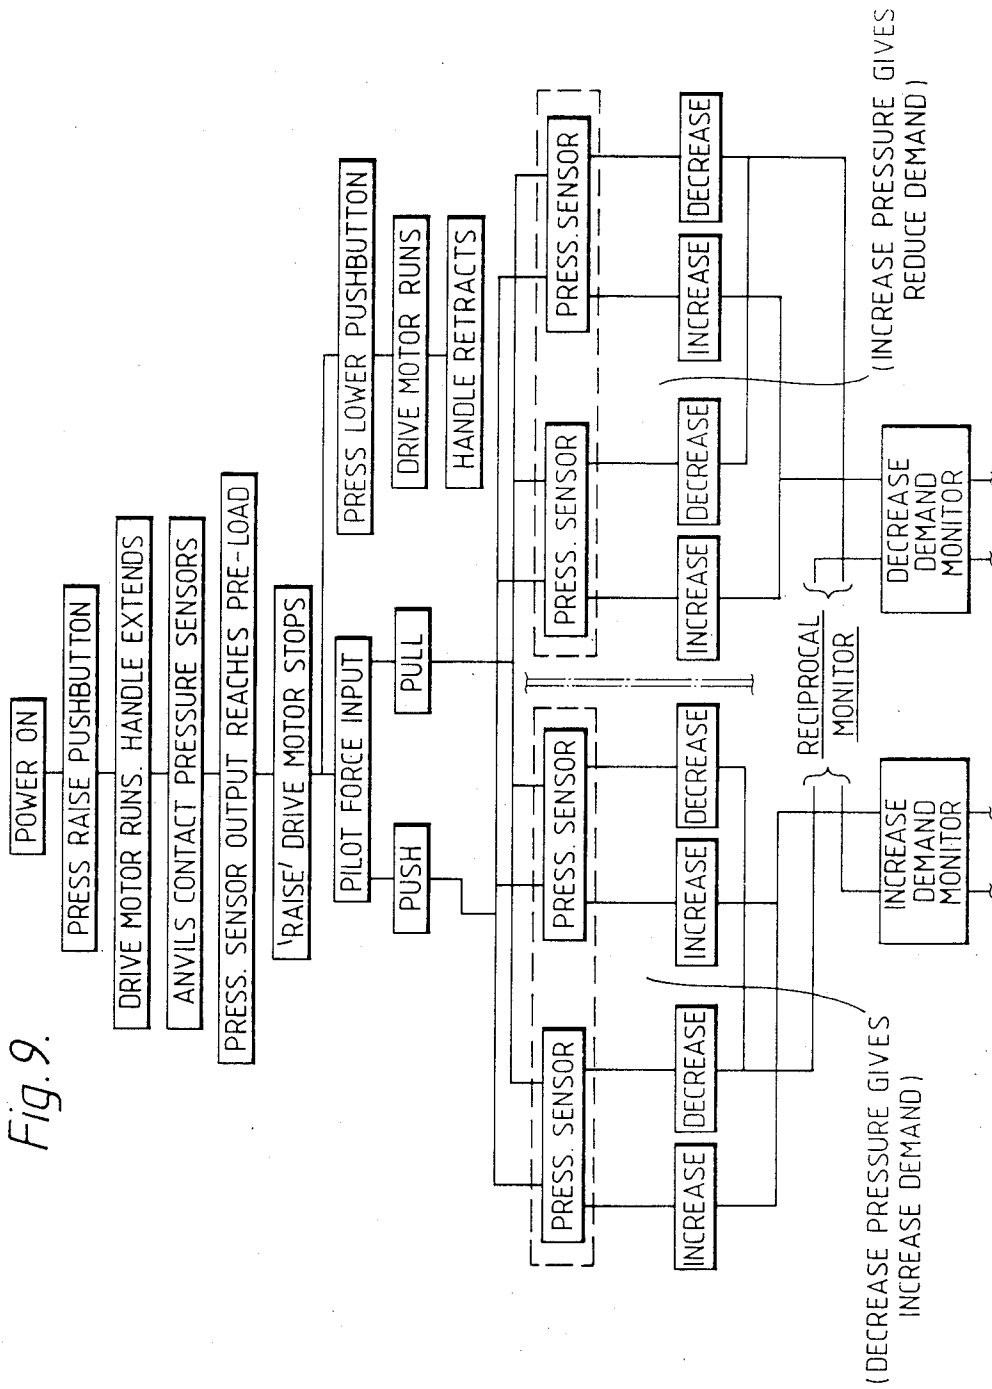 Fig. 9.
POWER ON
PRESS RAISE PUSHBUTTON
DRIVE MOTOR RUNS. HANDLE EXTENDS
ANVILS CONTACT PRESSURE SENSORS
PRESS. SENSOR OUTPUT REACHES PRE-LOAD
'RAISE' DRIVE MOTOR STOPS
PILOT FORCE INPUT
PRESS LOWER PUSHBUTTON
PUSH
PULL
DRIVE MOTOR RUNS
HANDLE RETRACTS
PRESS. SENSOR
PRESS. SENSOR
PRESS. SENSOR
PRESS. SENSOR
INCREASE
DECREASE
INCREASE
DECREASE
INCREASE
DECREASE
INCREASE
DECREASE
RECIPROCAL
MONITOR
(DECREASE PRESSURE GIVES
INCREASE DEMAND)
INCREASE
DEMAND
MONITOR
DECREASE
DEMAND
MONITOR
(INCREASE PRESSURE GIVES
REDUCE DEMAND)